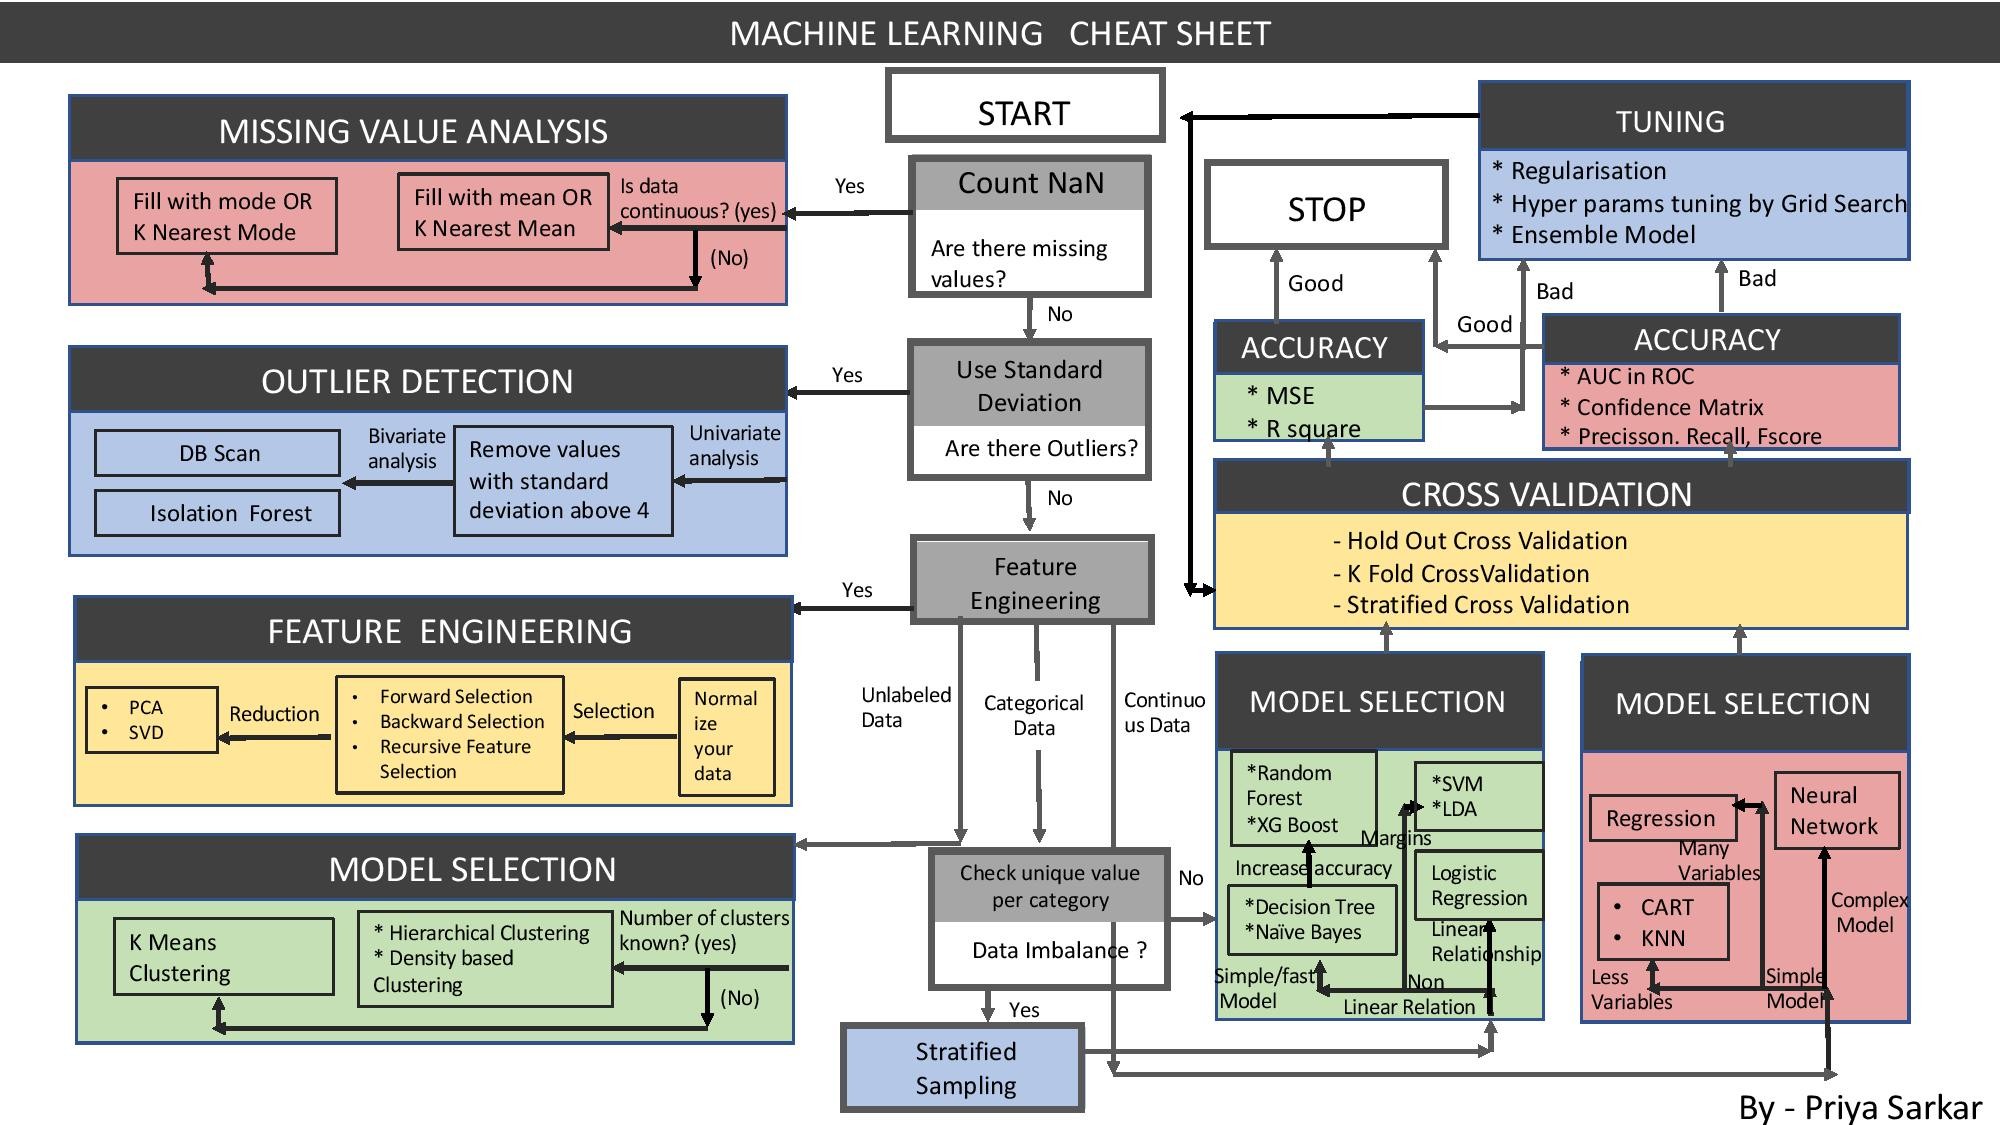 MACHINE LEARNING CHEAT SHEET
START
MISSING VALUE ANALYSIS
Fill with mode OR
K Nearest Mode
Fill with mean OR
K Nearest Mean
Is data
continuous? (yes)
(No)
Yes
Count NaN
Are there missing
values?
No
OUTLIER DETECTION
DB Scan
Isolation Forest
Bivariate
analysis
Remove values
with standard
deviation above 4
Univariate
analysis
Yes
Use Standard
Deviation
Are there Outliers?
No
FEATURE ENGINEERING
• PCA
• SVD
Reduction
• Forward Selection
• Backward Selection
• Recursive Feature
Selection
Selection
Normal
ize
your
data
Yes
Feature
Engineering
Unlabeled
Data
Categorical
Data
Continuo
us Data
MODEL SELECTION
K Means
Clustering
* Hierarchical Clustering
* Density based
Clustering
Number of clusters
known? (yes)
(No)
Check unique value
per category
Data Imbalance ?
No
Yes
Stratified
Sampling
TUNING
* Regularisation
* Hyper params tuning by Grid Search
* Ensemble Model
STOP
Good
Bad
Good
Bad
ACCURACY
* MSE
* R square
ACCURACY
* AUC in ROC
* Confidence Matrix
* Precisson. Recall, Fscore
CROSS VALIDATION
- Hold Out Cross Validation
- K Fold CrossValidation
- Stratified Cross Validation
MODEL SELECTION
*Random
Forest
*XG Boost
*SVM
*LDA
Margins
Increase accuracy
*Decision Tree
*Naïve Bayes
Logistic
Regression
Linear
Relationship
Simple/fast
Model
Non
Linear Relation
MODEL SELECTION
Regression
Neural
Network
Many
Variables
• CART
• KNN
Complex
Model
Less
Variables
Simple
Model
By - Priya Sarkar